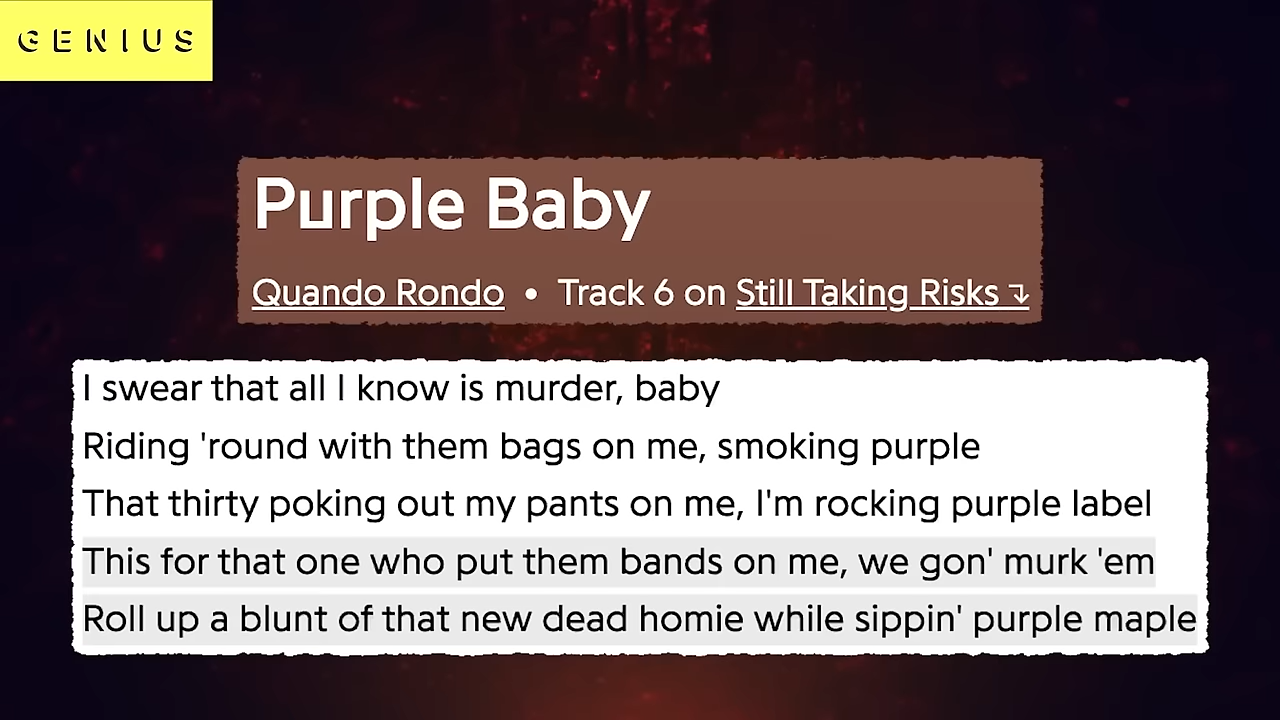 GENIUS
Purple Baby
Quando Rondo • Track 6 on Still Taking Risks
I swear that all I know is murder, baby
Riding 'round with them bags on me, smoking purple
That thirty poking out my pants on me, I'm rocking purple label
This for that one who put them bands on me, we gon' murk 'em
Roll up a blunt of that new dead homie while sippin' purple maple